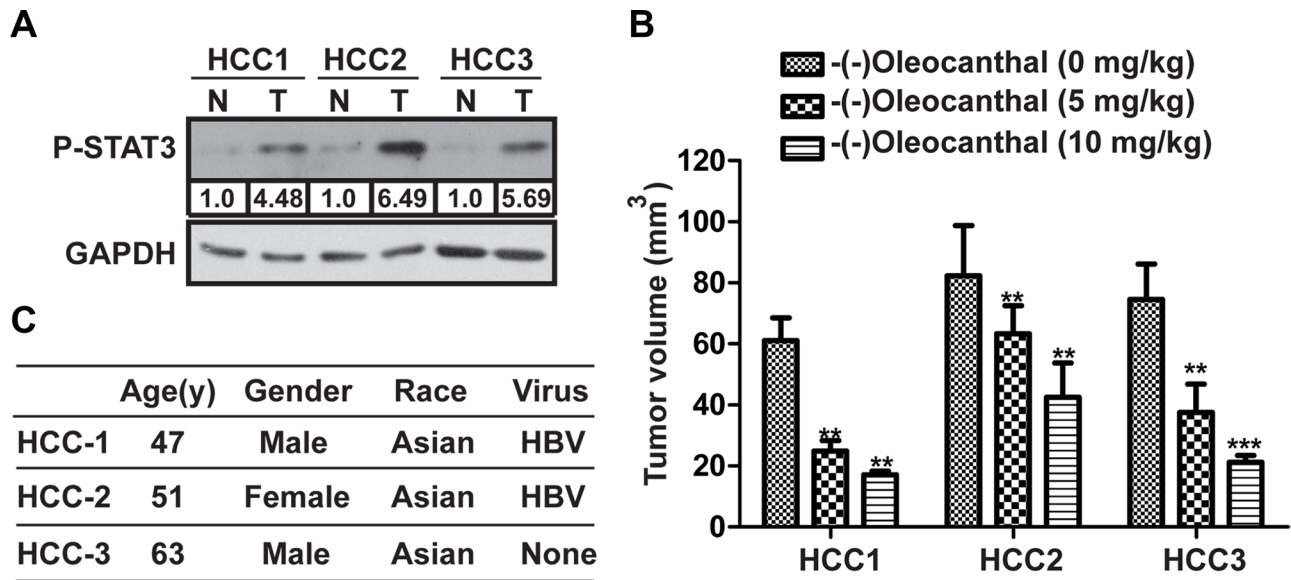 A
HCC1 HCC2 HCC3
N T N T N T
P-STAT3
1.0 4.48 1.0 6.49 1.0 5.69
GAPDH
B
-(-)Oleocanthal (0 mg/kg)
-(-)Oleocanthal (5 mg/kg)
-(-)Oleocanthal (10 mg/kg)
Tumor volume (mm³)
120
100
80
60
40
20
0
** **
** **
** ***
HCC1 HCC2 HCC3
C
Age(y) Gender Race Virus
HCC-1 47 Male Asian HBV
HCC-2 51 Female Asian HBV
HCC-3 63 Male Asian None